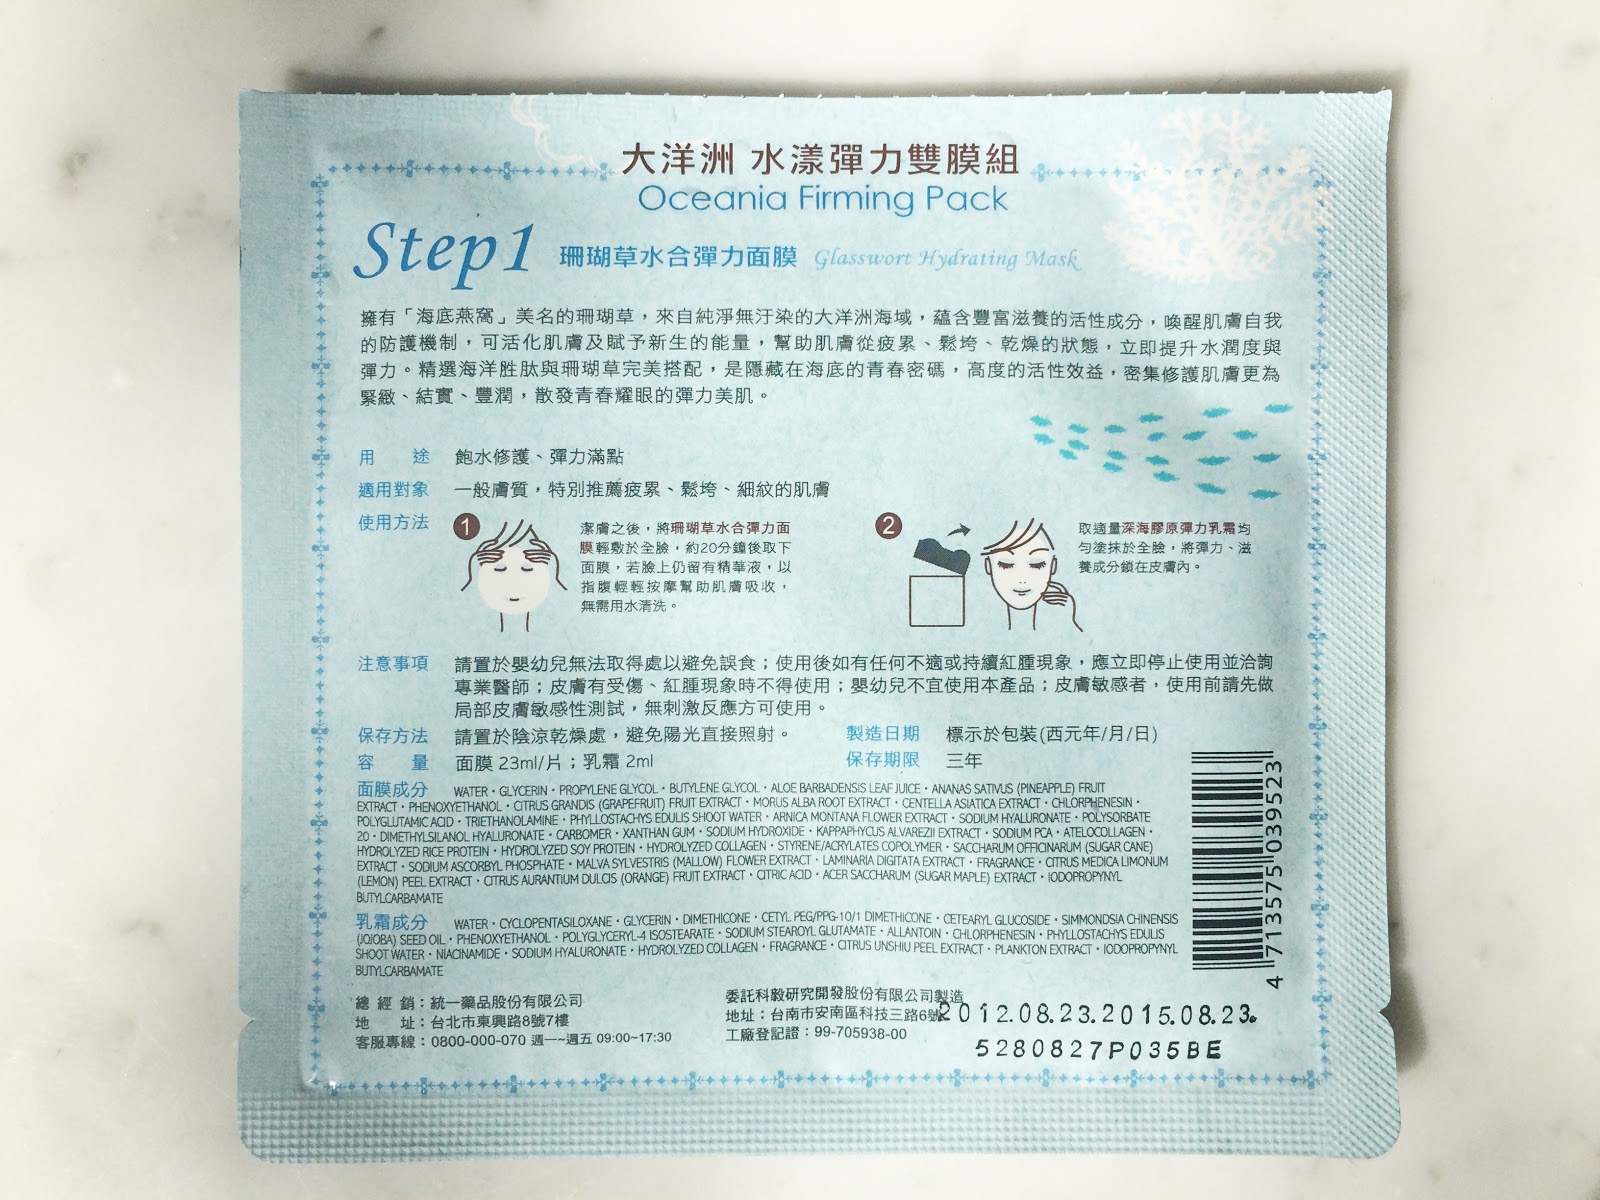 大洋洲 水漾彈力雙膜組
Oceania Firming Pack
Step1 珊瑚草水合彈力面膜 Glasswort Hydrating Mask
擁有「海底燕窩」美名的珊瑚草，來自純淨無汙染的大洋洲海域，蘊含豐富滋養的活性成分，喚醒肌膚自我
的防護機制，可活化肌膚及賦予新生的能量，幫助肌膚從疲累、鬆垮、乾燥的狀態，立即提升水潤度與
彈力。精選海洋胜肽與珊瑚草完美搭配，是隱藏在海底的青春密碼，高度的活性效益，密集修護肌膚更為
緊緻、結實、豐潤，散發青春耀眼的彈力美肌。
用 途 飽水修護、彈力滿點
適用對象 一般膚質，特別推薦疲累、鬆垮、細紋的肌膚
使用方法
1
潔膚之後，將珊瑚草水合彈力面
膜輕敷於全臉，約20分鐘後取下
面膜，若臉上仍留有精華液，以
指腹輕輕按摩幫助肌膚吸收，
無需用水清洗。
2
取適量深海膠原彈力乳霜均
勻塗抹於全臉，將彈力、滋
養成分鎖在皮膚內。
注意事項 請置於嬰幼兒無法取得處以避免誤食；使用後如有任何不適或持續紅腫現象，應立即停止使用並洽詢
專業醫師；皮膚有受傷、紅腫現象時不得使用；嬰幼兒不宜使用本產品；皮膚敏感者，使用前請先做
局部皮膚敏感性測試，無刺激反應方可使用。
保存方法 請置於陰涼乾燥處，避免陽光直接照射。 製造日期 標示於包裝(西元年/月/日)
容 量 面膜 23ml/片；乳霜 2ml 保存期限 三年
面膜成分 WATER・GLYCERIN・PROPYLENE GLYCOL・BUTYLENE GLYCOL・ALOE BARBADENSIS LEAF JUICE・ANANAS SATIVUS (PINEAPPLE) FRUIT
EXTRACT・PHENOXYETHANOL・CITRUS GRANDIS (GRAPEFRUIT) FRUIT EXTRACT・MORUS ALBA ROOT EXTRACT・CENTELLA ASIATICA EXTRACT・CHLORPHENESIN・
POLYGLUTAMIC ACID・TRIETHANOLAMINE・PHYLLOSTACHYS EDULIS SHOOT WATER・ARNICA MONTANA FLOWER EXTRACT・SODIUM HYALURONATE・POLYSORBATE
20・DIMETHYLSILANOL HYALURONATE・CARBOMER・XANTHAN GUM・SODIUM HYDROXIDE・KAPPAPHYCUS ALVAREZII EXTRACT・SODIUM PCA・ATELOCOLLAGEN・
HYDROLYZED RICE PROTEIN・HYDROLYZED SOY PROTEIN・HYDROLYZED COLLAGEN・STYRENE/ACRYLATES COPOLYMER・SACCHARUM OFFICINARUM (SUGAR CANE)
EXTRACT・SODIUM ASCORBYL PHOSPHATE・MALVA SYLVESTRIS (MALLOW) FLOWER EXTRACT・LAMINARIA DIGITATA EXTRACT・FRAGRANCE・CITRUS MEDICA LIMONUM
(LEMON) PEEL EXTRACT・CITRUS AURANTIUM DULCIS (ORANGE) FRUIT EXTRACT・CITRIC ACID・ACER SACCHARUM (SUGAR MAPLE) EXTRACT・IODOPROPYNYL
BUTYLCARBAMATE
乳霜成分 WATER・CYCLOPENTASILOXANE・GLYCERIN・DIMETHICONE・CETYL PEG/PPG-10/1 DIMETHICONE・CETEARYL GLUCOSIDE・SIMMONDSIA CHINENSIS
(JOJOBA) SEED OIL・PHENOXYETHANOL・POLYGLYCERYL-4 ISOSTEARATE・SODIUM STEAROYL GLUTAMATE・ALLANTOIN・CHLORPHENESIN・PHYLLOSTACHYS EDULIS
SHOOT WATER・NIACINAMIDE・SODIUM HYALURONATE・HYDROLYZED COLLAGEN・FRAGRANCE・CITRUS UNSHIU PEEL EXTRACT・PLANKTON EXTRACT・IODOPROPYNYL
BUTYLCARBAMATE
4 713575 039523
總 經 銷：統一藥品股份有限公司
地 址：台北市東興路8號7樓
客服專線：0800-000-070 週一~週五 09:00~17:30
委託科毅研究開發股份有限公司製造
地址：台南市安南區科技三路6號
工廠登記證：99-705938-00
2012.08.23.2015.08.23.
5280827P035BE